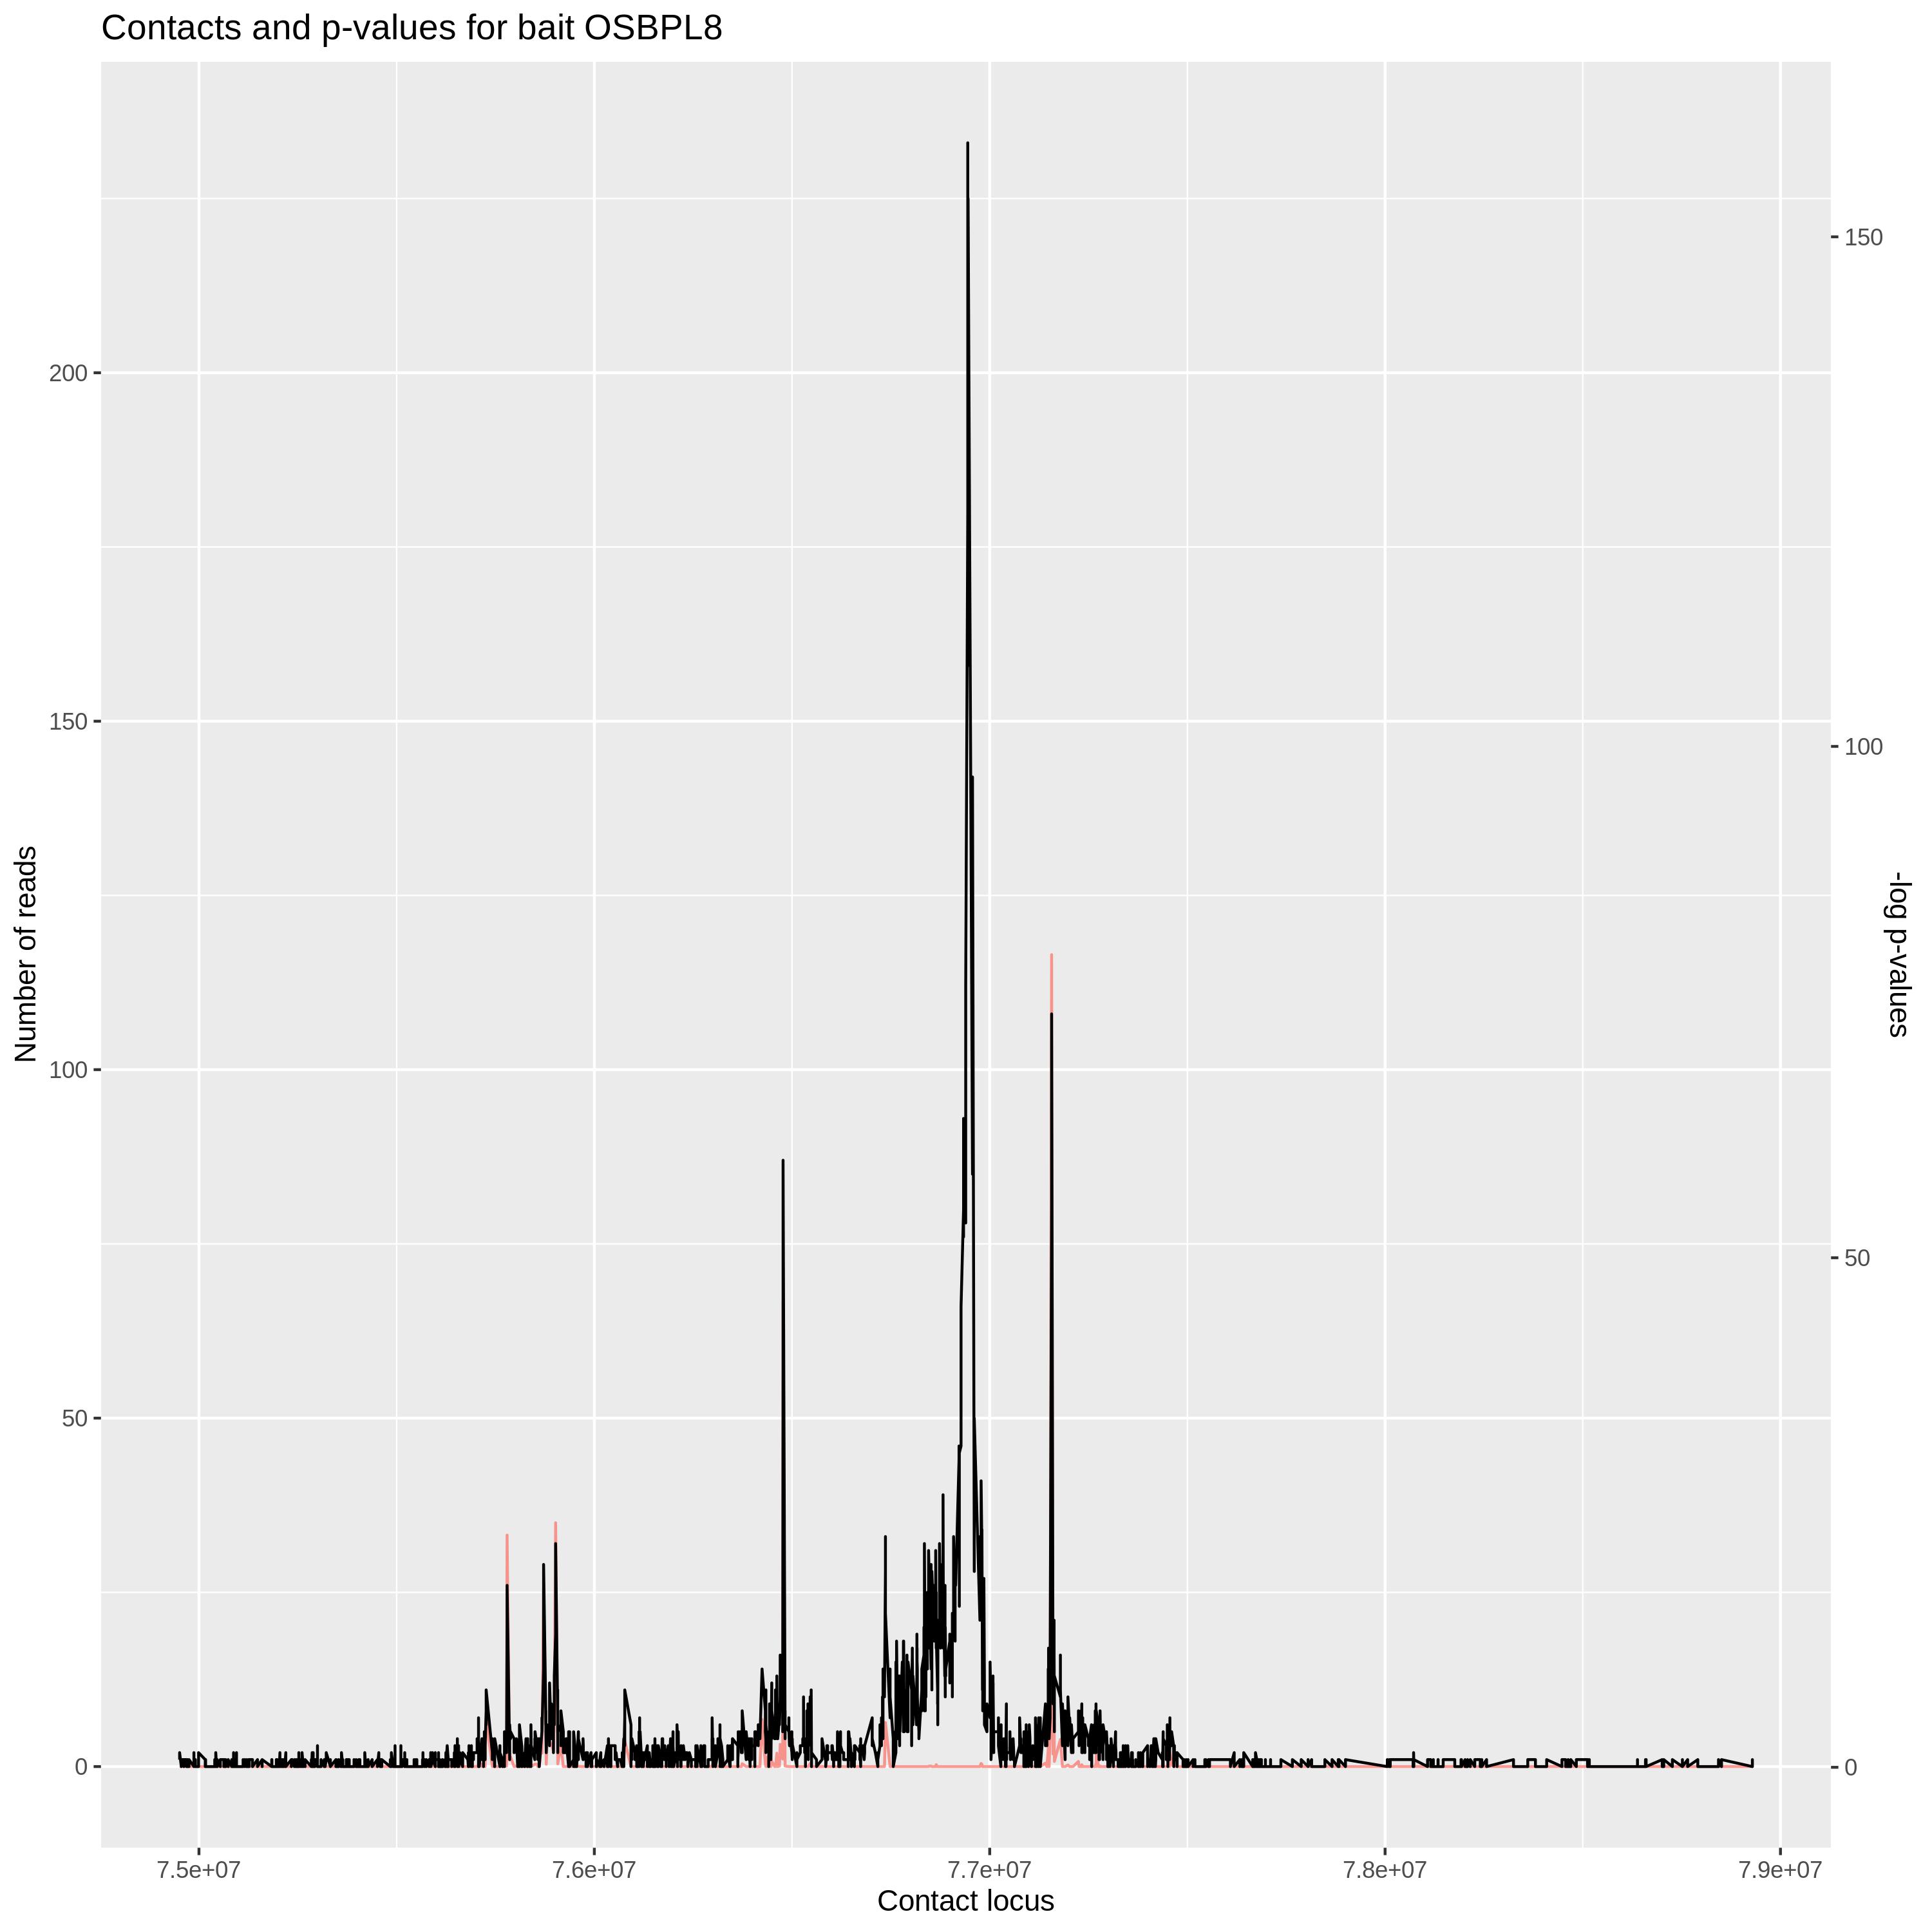 Contacts and p-values for bait OSBPL8
200
150
100
50
0
Number of reads
150
100
50
0
-log p-values
7.5e+07 7.6e+07 7.7e+07 7.8e+07 7.9e+07
Contact locus